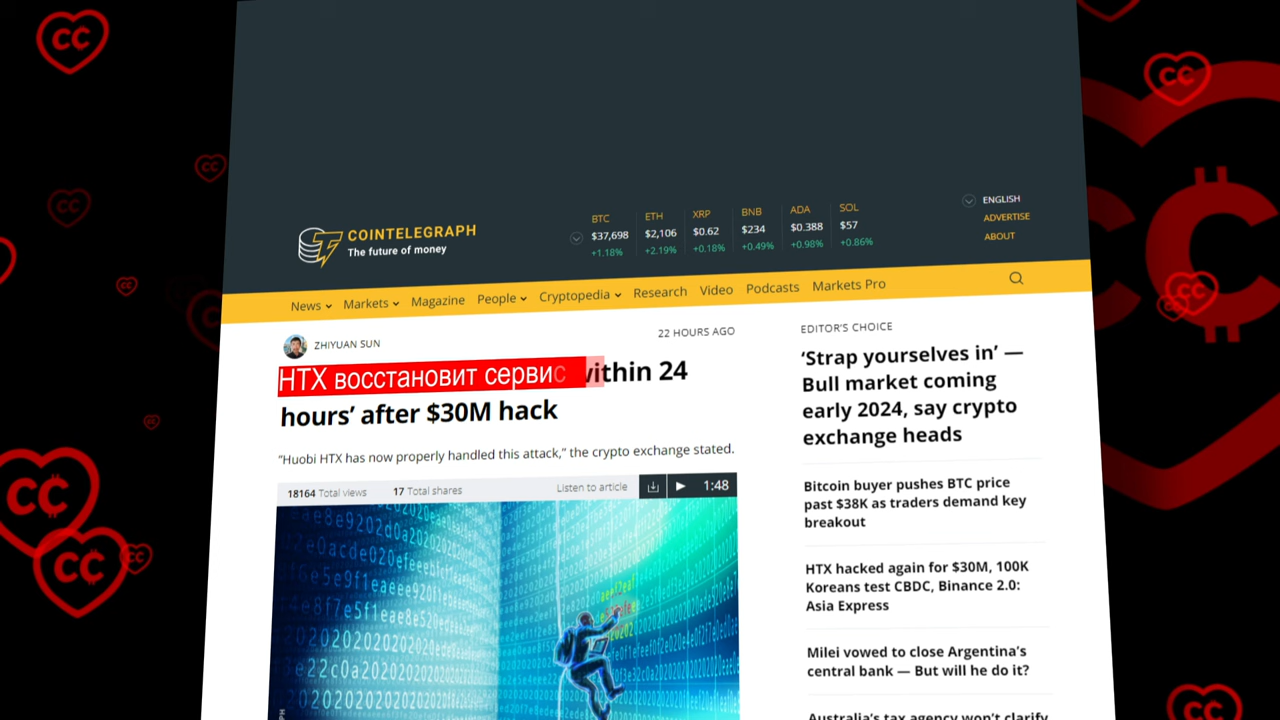 COINTELEGRAPH
The future of money
BTC ETH XRP BNB ADA SOL
$37,698 $2,106 $0.62 $234 $0.388 $57
+1.18% +2.19% +0.18% +0.49% +0.98% +0.86%
ENGLISH
ADVERTISE
ABOUT
News Markets Magazine People Cryptopedia Research Video Podcasts Markets Pro
ZHIYUAN SUN
22 HOURS AGO
HTX восстановит сервис within 24
hours’ after $30M hack
“Huobi HTX has now properly handled this attack,” the crypto exchange stated.
18164 Total views 17 Total shares Listen to article 1:48
EDITOR’S CHOICE
‘Strap yourselves in’ —
Bull market coming
early 2024, say crypto
exchange heads
Bitcoin buyer pushes BTC price
past $38K as traders demand key
breakout
HTX hacked again for $30M, 100K
Koreans test CBDC, Binance 2.0:
Asia Express
Milei vowed to close Argentina’s
central bank — But will he do it?
Australia’s tax agency won’t clarify